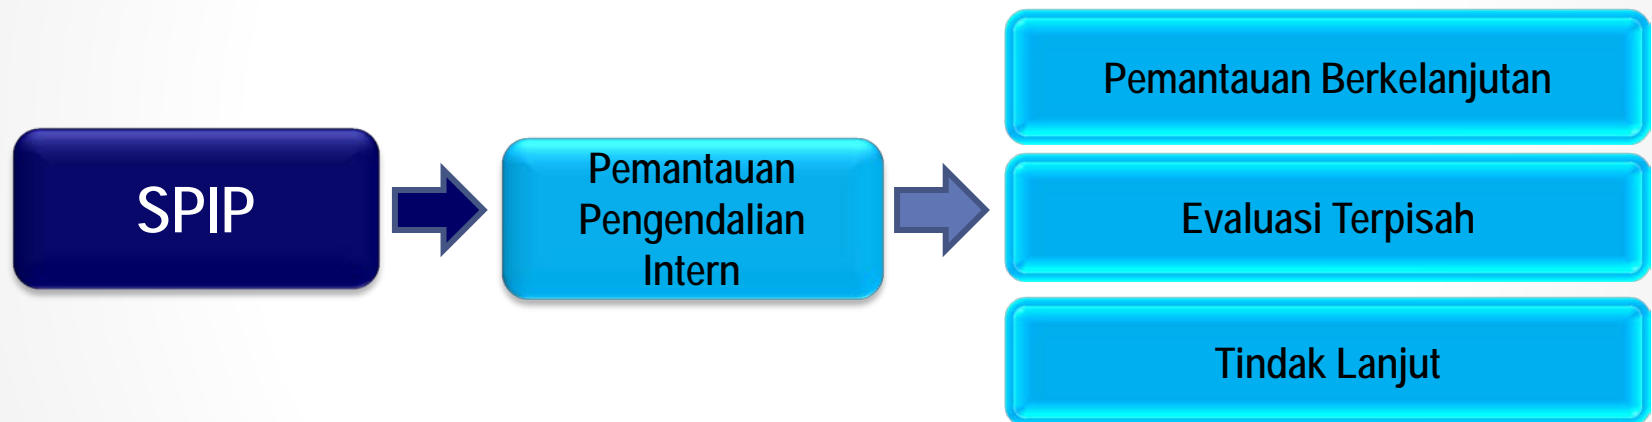 SPIP
Pemantauan
Pengendalian
Intern
Pemantauan Berkelanjutan
Evaluasi Terpisah
Tindak Lanjut